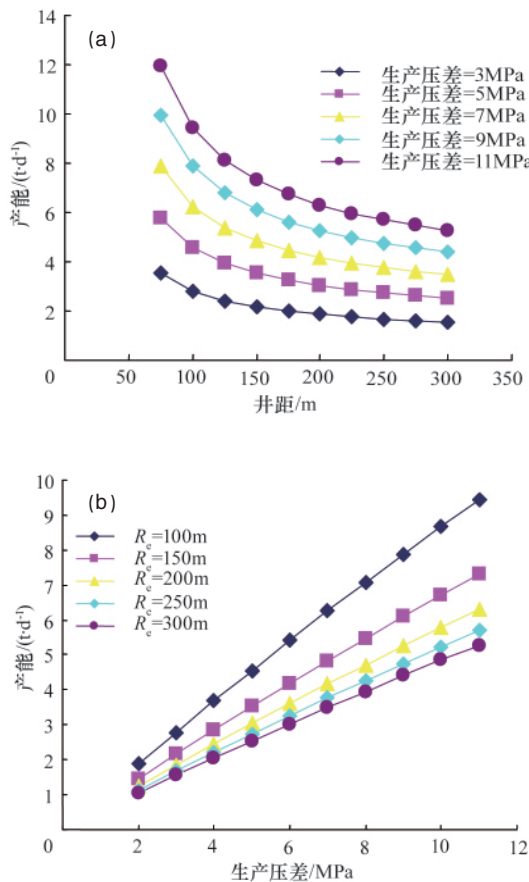 (a)
14
12
10
8
6
4
2
0
产能/(t·d⁻¹)
生产压差=3MPa
生产压差=5MPa
生产压差=7MPa
生产压差=9MPa
生产压差=11MPa
50 100 150 200 250 300 350
井距/m
(b)
10
9
8
7
6
5
4
3
2
1
0
产能/(t·d⁻¹)
Rₑ=100m
Rₑ=150m
Rₑ=200m
Rₑ=250m
Rₑ=300m
2 4 6 8 10 12
生产压差/MPa